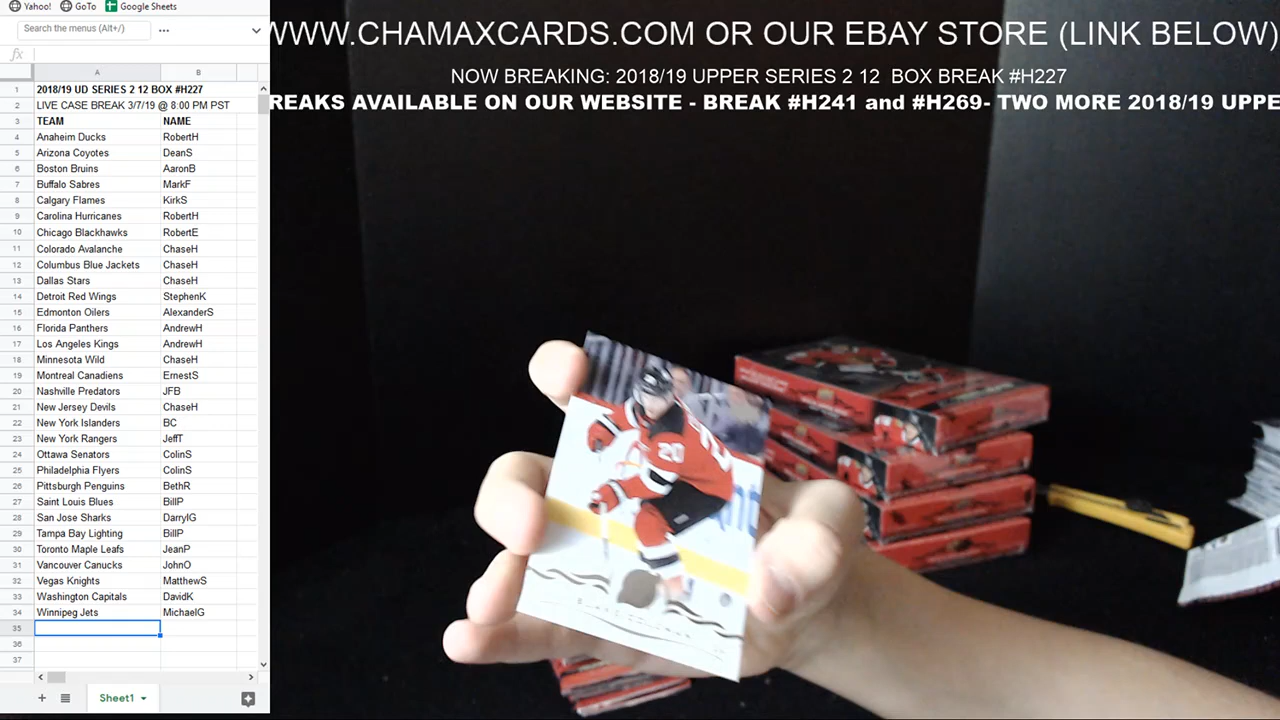 Yahoo! GoTo Google Sheets
Search the menus (Alt+/)
fx
A B
1 2018/19 UD SERIES 2 12 BOX #H227
2 LIVE CASE BREAK 3/7/19 @ 8:00 PM PST
3 TEAM NAME
4 Anaheim Ducks RobertH
5 Arizona Coyotes DeanS
6 Boston Bruins AaronB
7 Buffalo Sabres MarkF
8 Calgary Flames KirkS
9 Carolina Hurricanes RobertH
10 Chicago Blackhawks RobertE
11 Colorado Avalanche ChaseH
12 Columbus Blue Jackets ChaseH
13 Dallas Stars ChaseH
14 Detroit Red Wings StephenK
15 Edmonton Oilers AlexanderS
16 Florida Panthers AndrewH
17 Los Angeles Kings AndrewH
18 Minnesota Wild ChaseH
19 Montreal Canadiens ErnestS
20 Nashville Predators JFB
21 New Jersey Devils ChaseH
22 New York Islanders BC
23 New York Rangers JeffT
24 Ottawa Senators ColinS
25 Philadelphia Flyers ColinS
26 Pittsburgh Penguins BethR
27 Saint Louis Blues BillP
28 San Jose Sharks DarrylG
29 Tampa Bay Lighting BillP
30 Toronto Maple Leafs JeanP
31 Vancouver Canucks JohnO
32 Vegas Knights MatthewS
33 Washington Capitals DavidK
34 Winnipeg Jets MichaelG
35
36
37
Sheet1
WWW.CHAMAXCARDS.COM OR OUR EBAY STORE (LINK BELOW)
NOW BREAKING: 2018/19 UPPER SERIES 2 12 BOX BREAK #H227
REAKS AVAILABLE ON OUR WEBSITE - BREAK #H241 and #H269- TWO MORE 2018/19 UPPE
20